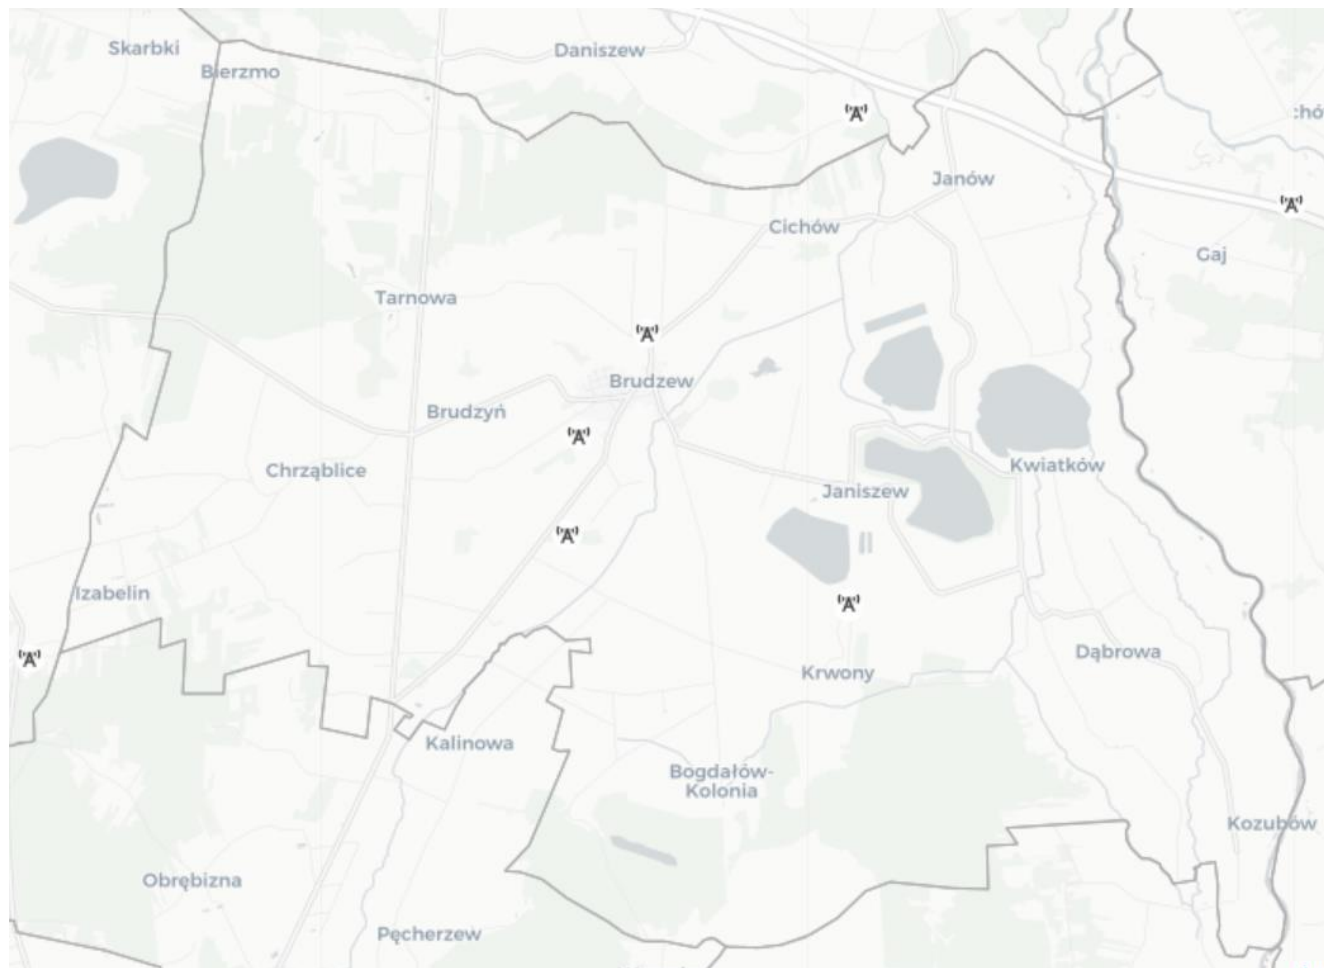 Skarbki
Daniszew
Bierzmo
chó
Janów
Cichów
Gaj
Tarnowa
Brudzew
Brudzyń
Chrząblice
Kwiatków
Janiszew
Izabelin
Dąbrowa
Krwony
Kalinowa
Bogdałów-
Kolonia
Kozubów
Obrębizna
Pęcherzew